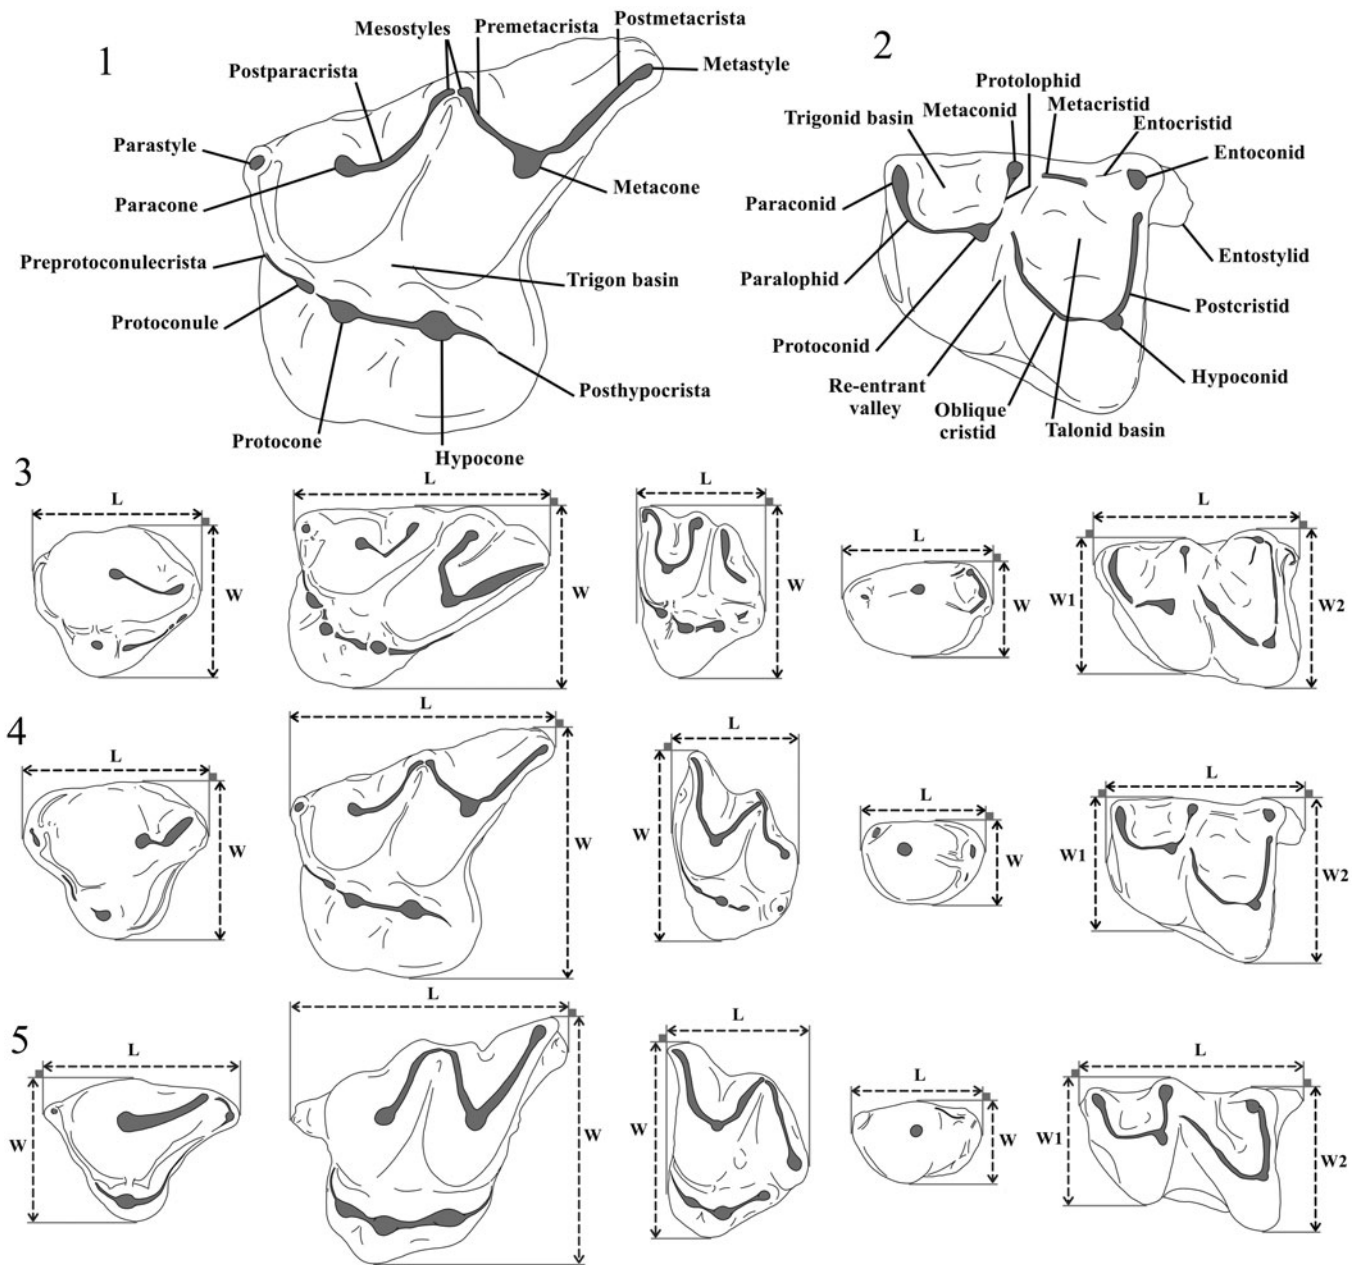 1
Mesostyles
Premetacrista
Postmetacrista
Postparacrista
Metastyle
Parastyle
Paracone
Metacone
Preprotoconulecrista
Trigon basin
Protoconule
Posthypocrista
Protocone
Hypocone
2
Protolophid
Metaconid
Metacristid
Trigonid basin
Entocristid
Entoconid
Paraconid
Entostylid
Paralophid
Postcristid
Protoconid
Hypoconid
Re-entrant
valley
Oblique
cristid
Talonid basin
3
L
W
L
W
L
W
L
W
L
W1
W2
4
L
W
L
W
L
W
L
W
L
W1
W2
5
L
W
L
W
L
W
L
W
L
W1
W2